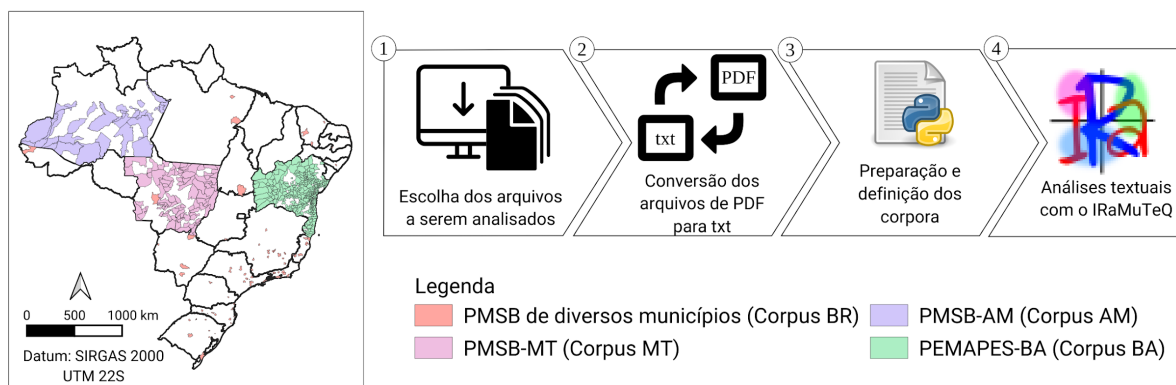 1
2
3
4
PDF
txt
Escolha dos arquivos
a serem analisados
Conversão dos
arquivos de PDF
para txt
Preparação e
definição dos
corpora
Análises textuais
com o IRaMuTeQ
0 500 1000 km
Datum: SIRGAS 2000
UTM 22S
Legenda
PMSB de diversos municípios (Corpus BR)
PMSB-AM (Corpus AM)
PMSB-MT (Corpus MT)
PEMAPES-BA (Corpus BA)